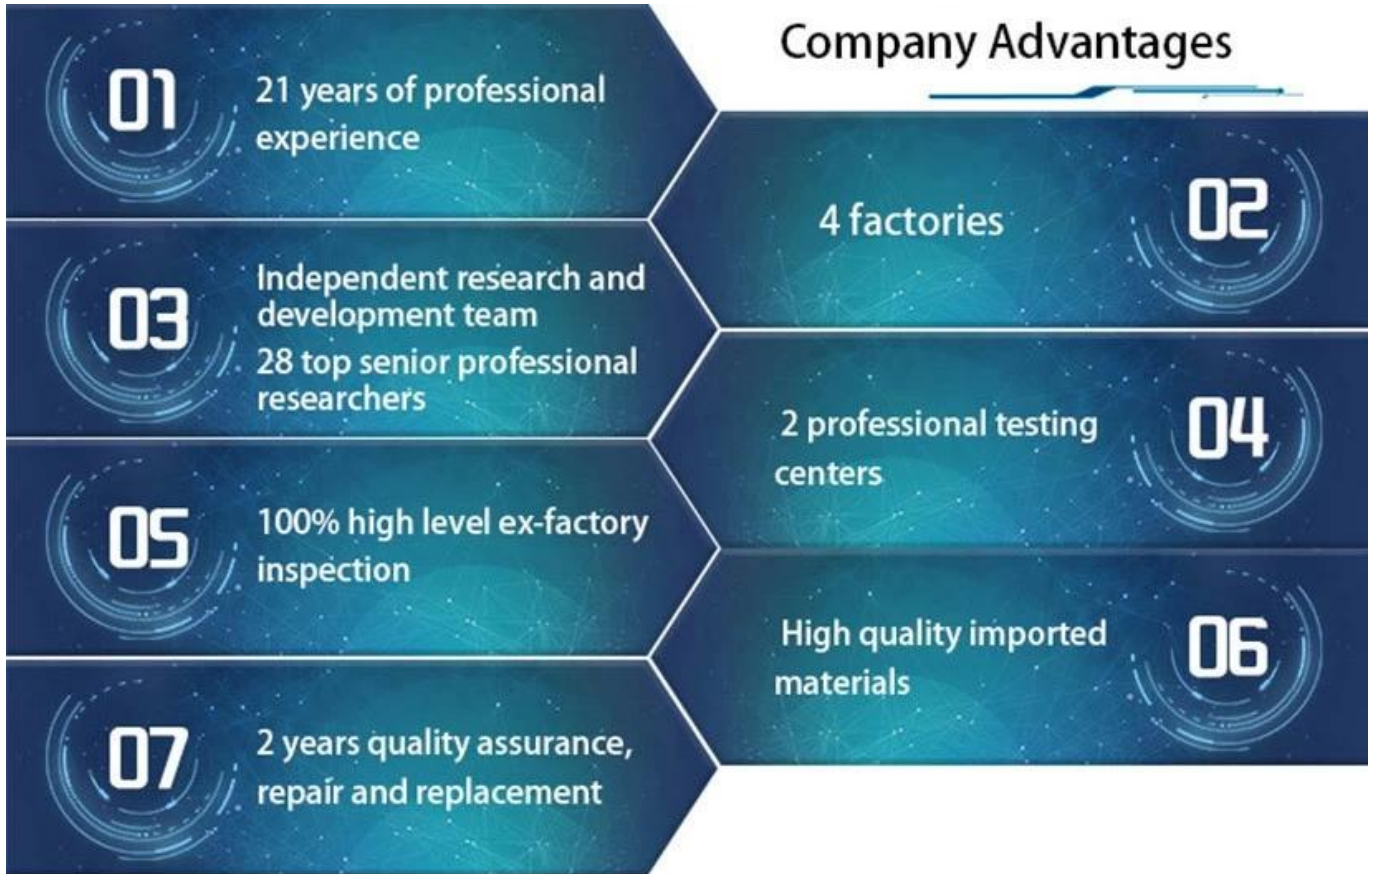 Company Advantages
01
21 years of professional
experience
02
4 factories
03
Independent research and
development team
28 top senior professional
researchers
04
2 professional testing
centers
05
100% high level ex-factory
inspection
06
High quality imported
materials
07
2 years quality assurance,
repair and replacement